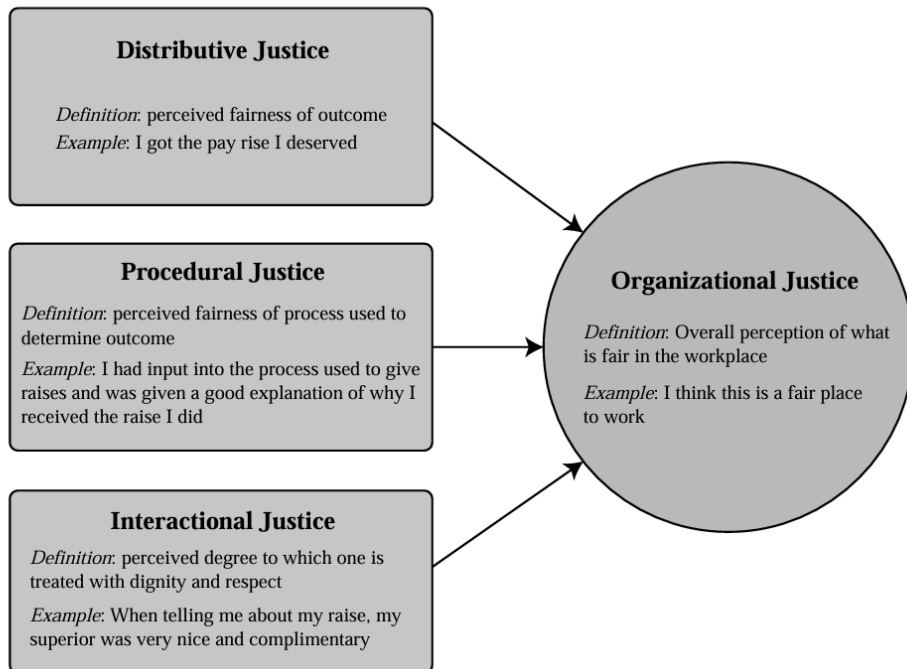 Distributive Justice
Definition: perceived fairness of outcome
Example: I got the pay rise I deserved
Procedural Justice
Definition: perceived fairness of process used to
determine outcome
Example: I had input into the process used to give
raises and was given a good explanation of why I
received the raise I did
Interactional Justice
Definition: perceived degree to which one is
treated with dignity and respect
Example: When telling me about my raise, my
superior was very nice and complimentary
Organizational Justice
Definition: Overall perception of what
is fair in the workplace
Example: I think this is a fair place
to work